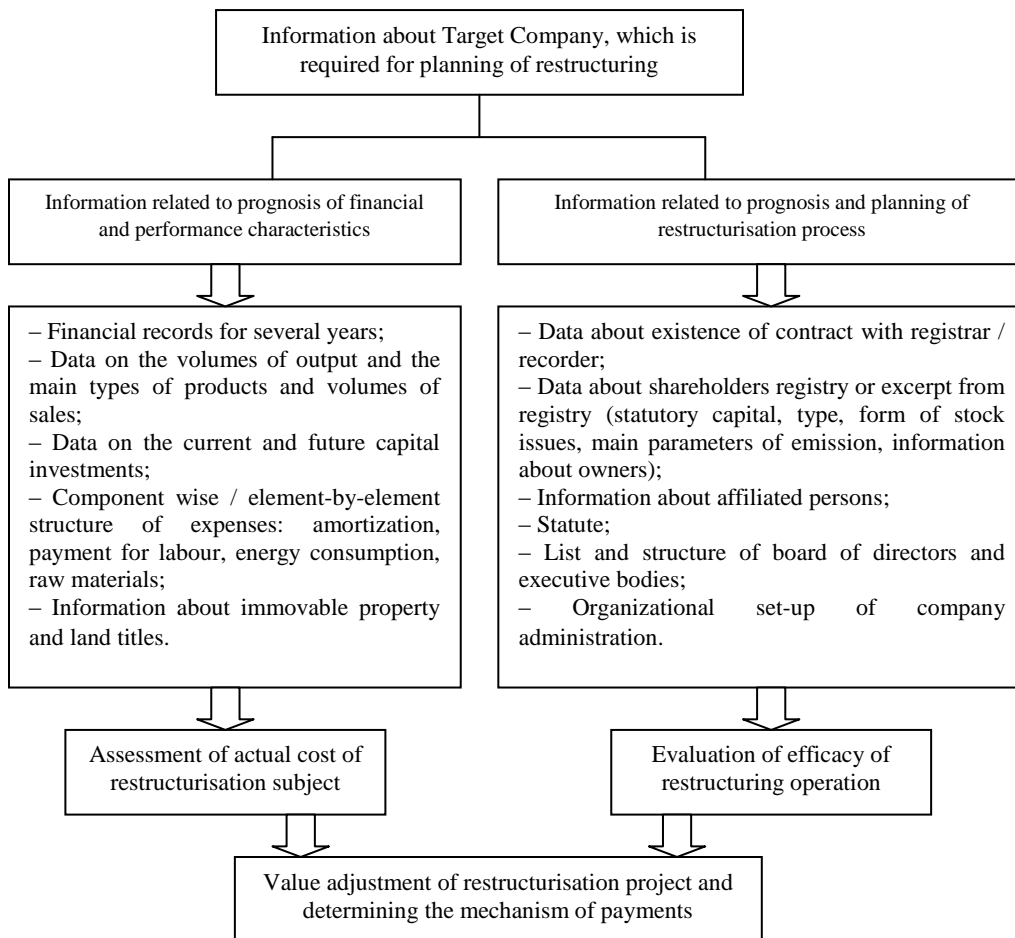 Information about Target Company, which is
required for planning of restructuring
Information related to prognosis of financial
and performance characteristics
Information related to prognosis and planning of
restructurisation process
– Financial records for several years;
– Data on the volumes of output and the
main types of products and volumes of
sales;
– Data on the current and future capital
investments;
– Component wise / element-by-element
structure of expenses: amortization,
payment for labour, energy consumption,
raw materials;
– Information about immovable property
and land titles.
– Data about existence of contract with registrar /
recorder;
– Data about shareholders registry or excerpt from
registry (statutory capital, type, form of stock
issues, main parameters of emission, information
about owners);
– Information about affiliated persons;
– Statute;
– List and structure of board of directors and
executive bodies;
– Organizational set-up of company
administration.
Assessment of actual cost of
restructurisation subject
Evaluation of efficacy of
restructuring operation
Value adjustment of restructurisation project and
determining the mechanism of payments